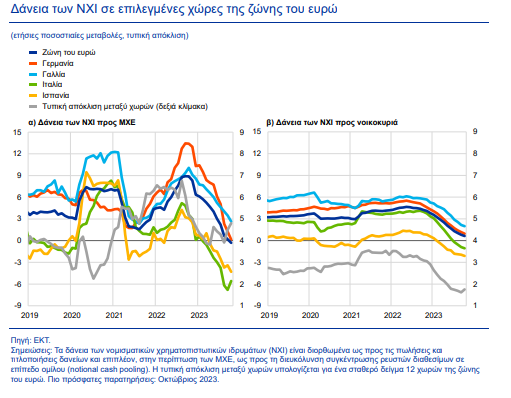 Δάνεια των ΝΧΙ σε επιλεγμένες χώρες της ζώνης του ευρώ
(ετήσιες ποσοστιαίες μεταβολές, τυπική απόκλιση)
Ζώνη του ευρώ
Γερμανία
Γαλλία
Ιταλία
Ισπανία
Τυπική απόκλιση μεταξύ χωρών (δεξιά κλίμακα)
α) Δάνεια των ΝΧΙ προς ΜΧΕ
β) Δάνεια των ΝΧΙ προς νοικοκυριά
15 9 15 9
12 8 12 8
9 7 9 7
6 6 6 6
3 5 3 5
0 4 0 4
-3 3 -3 3
-6 2 -6 2
-9 1 -9 1
2019 2020 2021 2022 2023 2019 2020 2021 2022 2023
Πηγή: ΕΚΤ.
Σημειώσεις: Τα δάνεια των νομισματικών χρηματοπιστωτικών ιδρυμάτων (ΝΧΙ) είναι διορθωμένα ως προς τις πωλήσεις και
τιτλοποιήσεις δανείων και επιπλέον, στην περίπτωση των ΜΧΕ, ως προς τη διευκόλυνση συγκέντρωσης ρευστών διαθεσίμων σε
επίπεδο ομίλου (notional cash pooling). Η τυπική απόκλιση μεταξύ χωρών υπολογίζεται για ένα σταθερό δείγμα 12 χωρών της ζώνης
του ευρώ. Πιο πρόσφατες παρατηρήσεις: Οκτώβριος 2023.